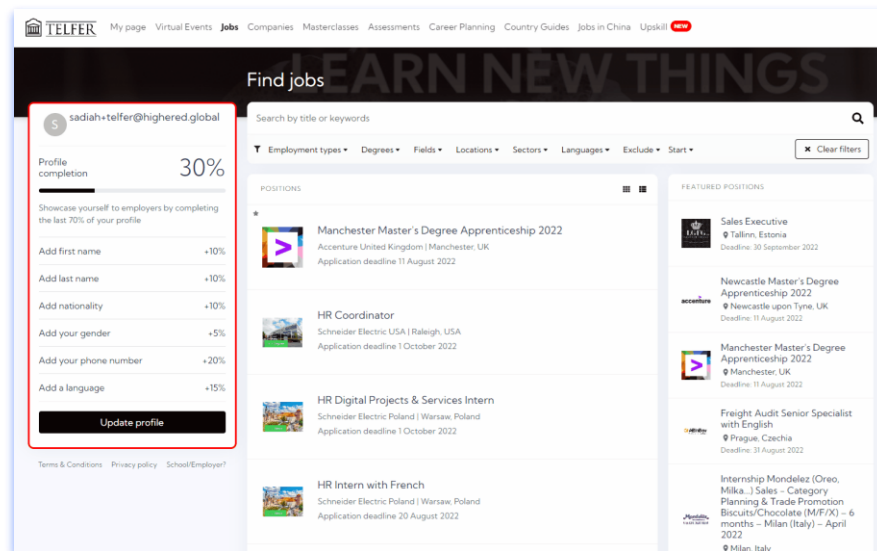 TELFER My page Virtual Events Jobs Companies Masterclasses Assessments Career Planning Country Guides Jobs in China Upskill NEW
LEARN NEW THINGS
Find jobs
S sadiah+telfer@highered.global
Profile
completion 30%
Showcase yourself to employers by completing
the last 70% of your profile
Add first name +10%
Add last name +10%
Add nationality +10%
Add your gender +5%
Add your phone number +20%
Add a language +15%
Update profile
Terms & Conditions Privacy policy School/Employer?
Search by title or keywords
Employment types Degrees Fields Locations Sectors Languages Exclude Start × Clear filters
POSITIONS
Manchester Master's Degree Apprenticeship 2022
Accenture United Kingdom | Manchester, UK
Application deadline 11 August 2022
HR Coordinator
Schneider Electric USA | Raleigh, USA
Application deadline 1 October 2022
HR Digital Projects & Services Intern
Schneider Electric Poland | Warsaw, Poland
Application deadline 1 October 2022
HR Intern with French
Schneider Electric Poland | Warsaw, Poland
Application deadline 20 August 2022
FEATURED POSITIONS
Sales Executive
Tallinn, Estonia
Deadline: 30 September 2022
accenture
Newcastle Master's Degree
Apprenticeship 2022
Newcastle upon Tyne, UK
Deadline: 11 August 2022
Manchester Master's Degree
Apprenticeship 2022
Manchester, UK
Deadline: 11 August 2022
Freight Audit Senior Specialist
with English
Prague, Czechia
Deadline: 31 August 2022
Internship Mondelez (Oreo,
Milka...) Sales – Category
Planning & Trade Promotion
Biscuits/Chocolate (M/F/X) – 6
months – Milan (Italy) – April
2022
Milan, Italy